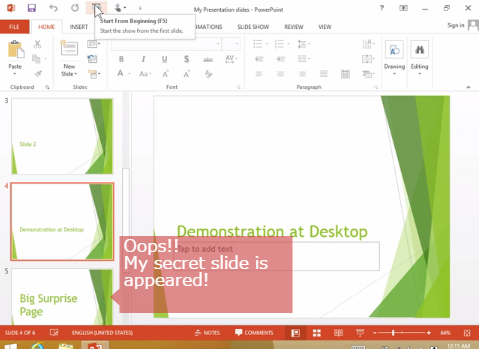 My Presentation slides - PowerPoint
Start From Beginning (F5)
Start the show from the first slide.
FILE HOME INSERT ANIMATIONS SLIDE SHOW REVIEW VIEW Sign in
Paste New Slide Drawing Editing
Clipboard Slides Font Paragraph
3
Slide 2
4
Demonstration at Desktop
5
Big Surprise
Page
Demonstration at Desktop
Tap to add text
Oops!!
My secret slide is
appeared!
SLIDE 4 OF 6 ENGLISH (UNITED STATES) NOTES COMMENTS 66%
12:15 AM